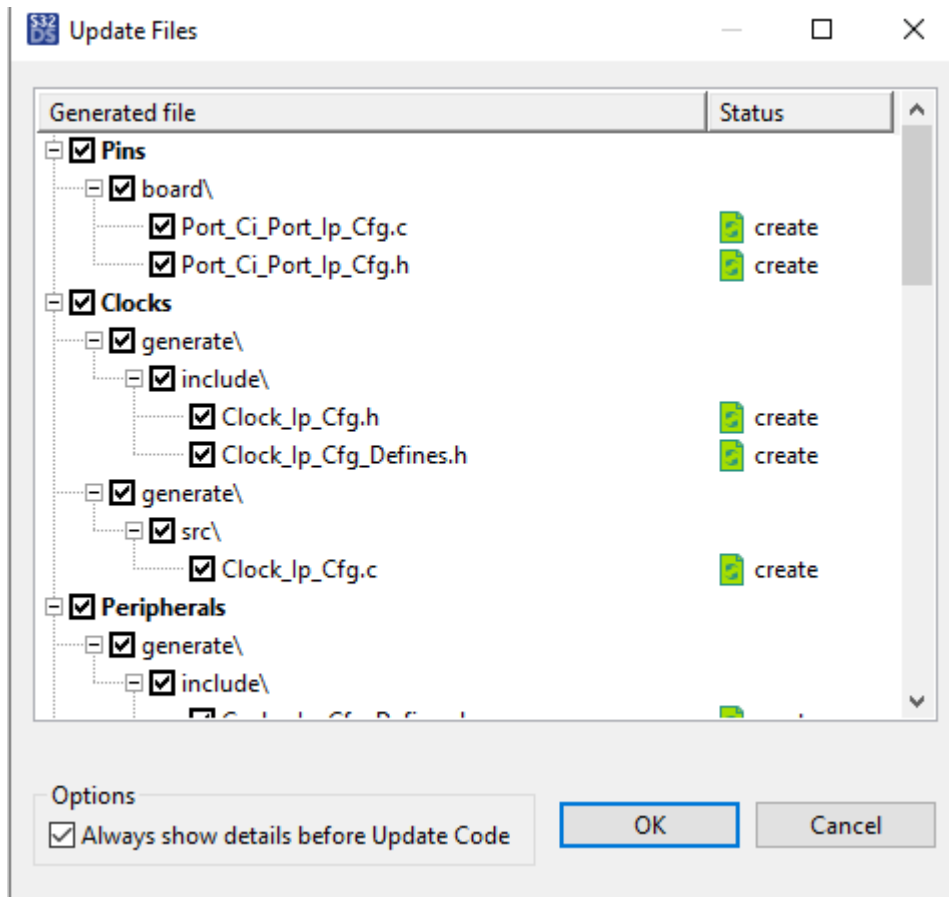 S32
DS Update Files
Generated file Status
Pins
board\
Port_Ci_Port_Ip_Cfg.c create
Port_Ci_Port_Ip_Cfg.h create
Clocks
generate\
include\
Clock_Ip_Cfg.h create
Clock_Ip_Cfg_Defines.h create
generate\
src\
Clock_Ip_Cfg.c create
Peripherals
generate\
include\
Options
Always show details before Update Code
OK Cancel